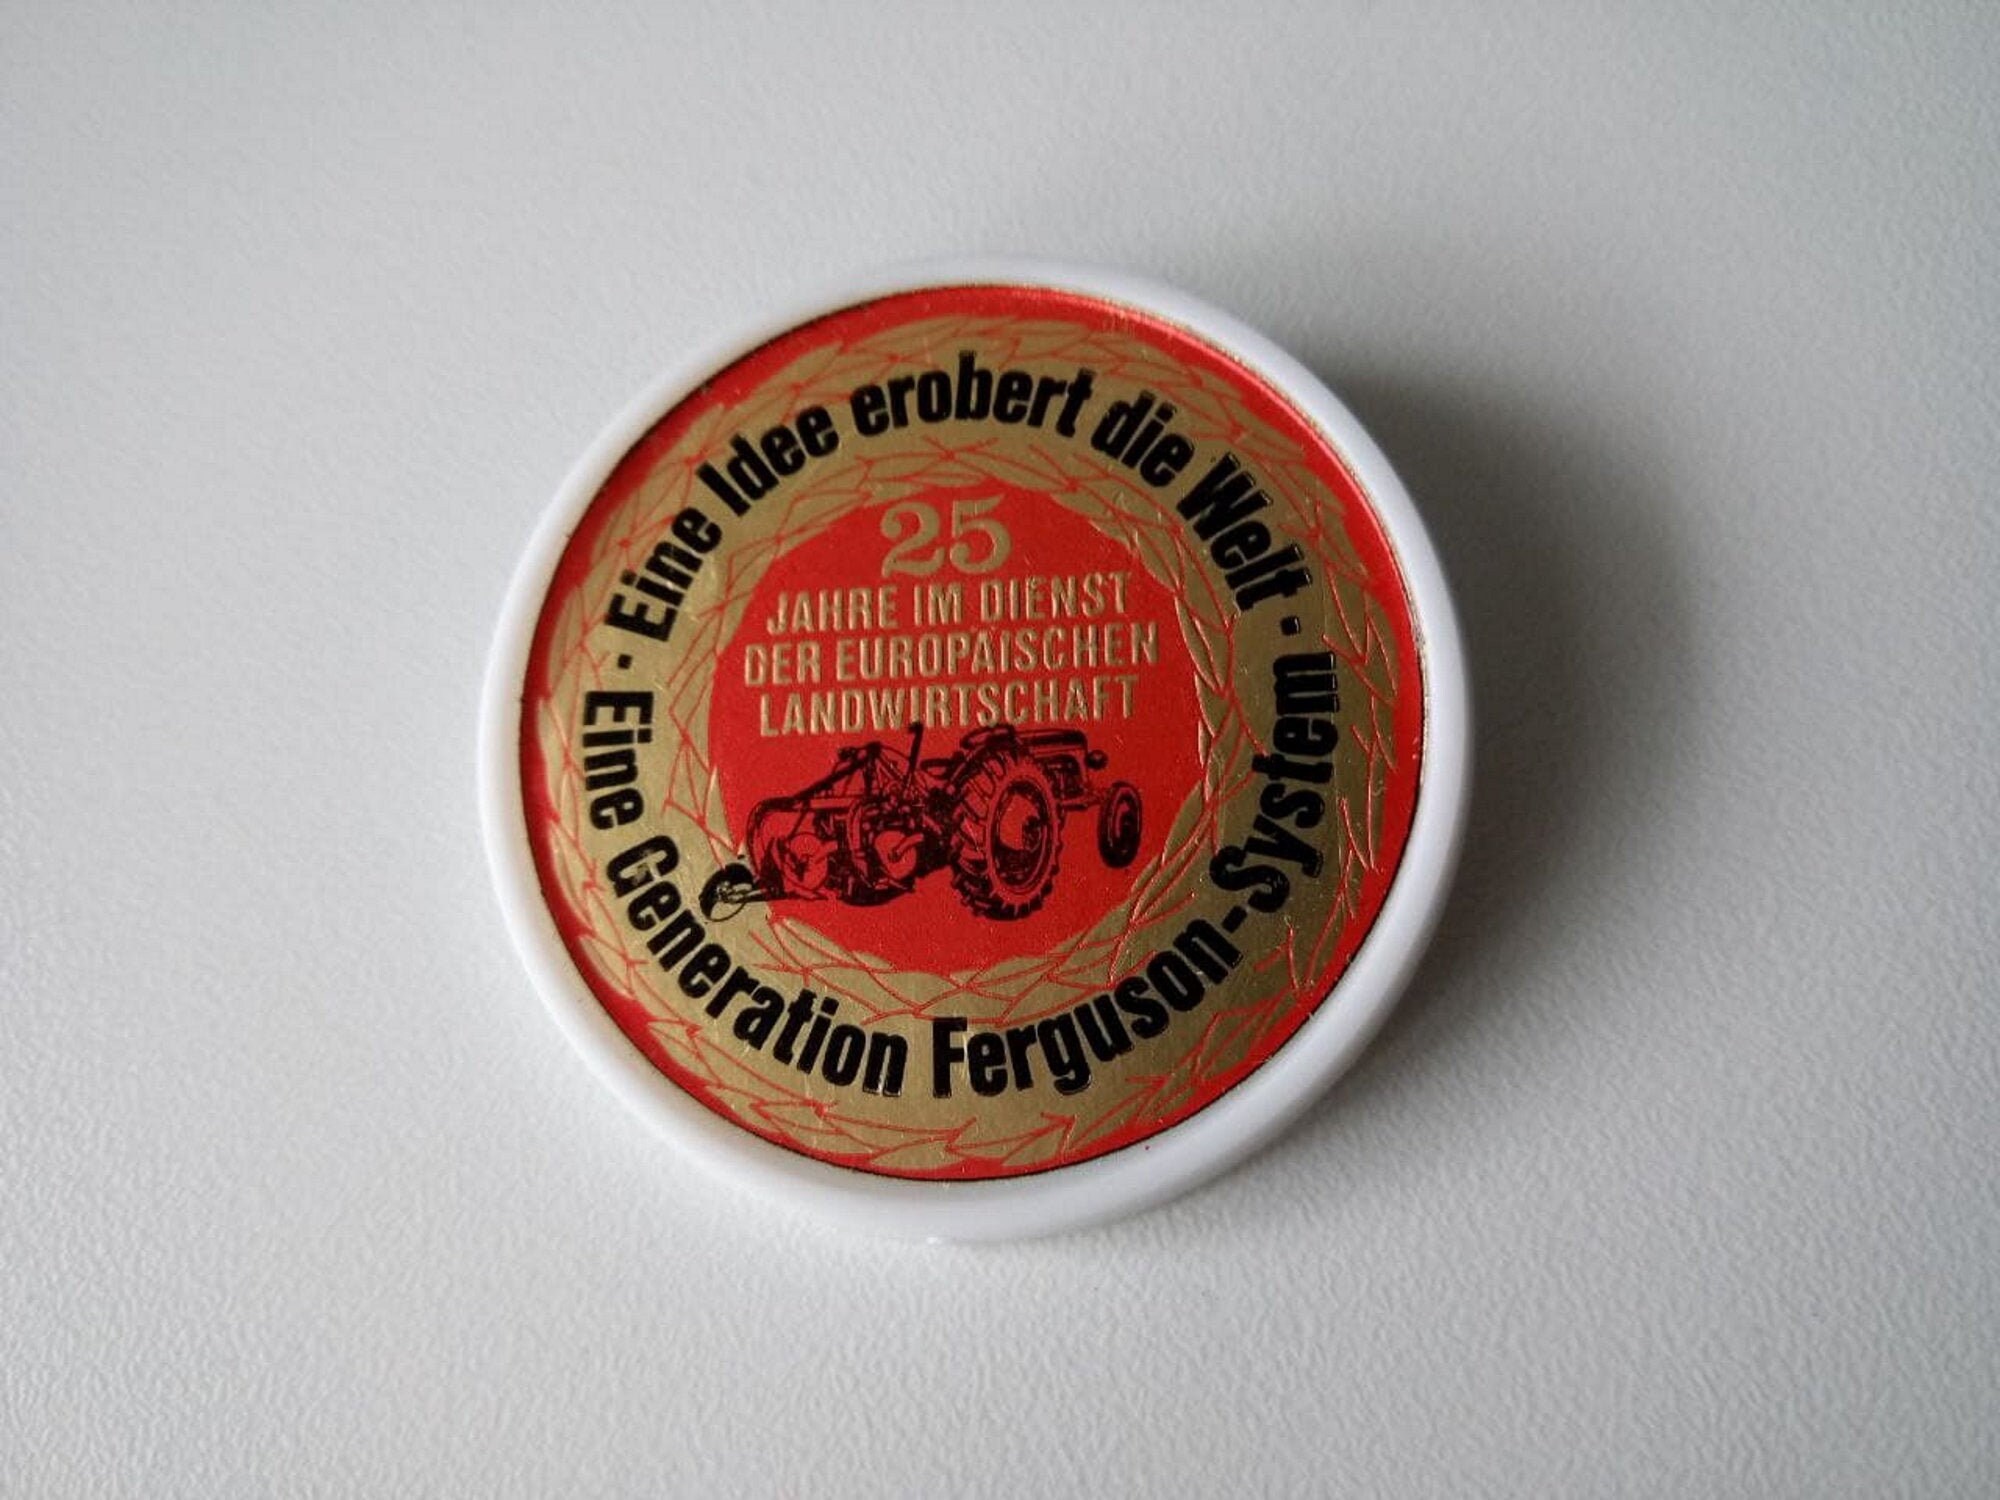 · Eine Idee erobert die Welt ·
Eine Generation Ferguson-System
25
JAHRE IM DIENST
DER EUROPÄISCHEN
LANDWIRTSCHAFT